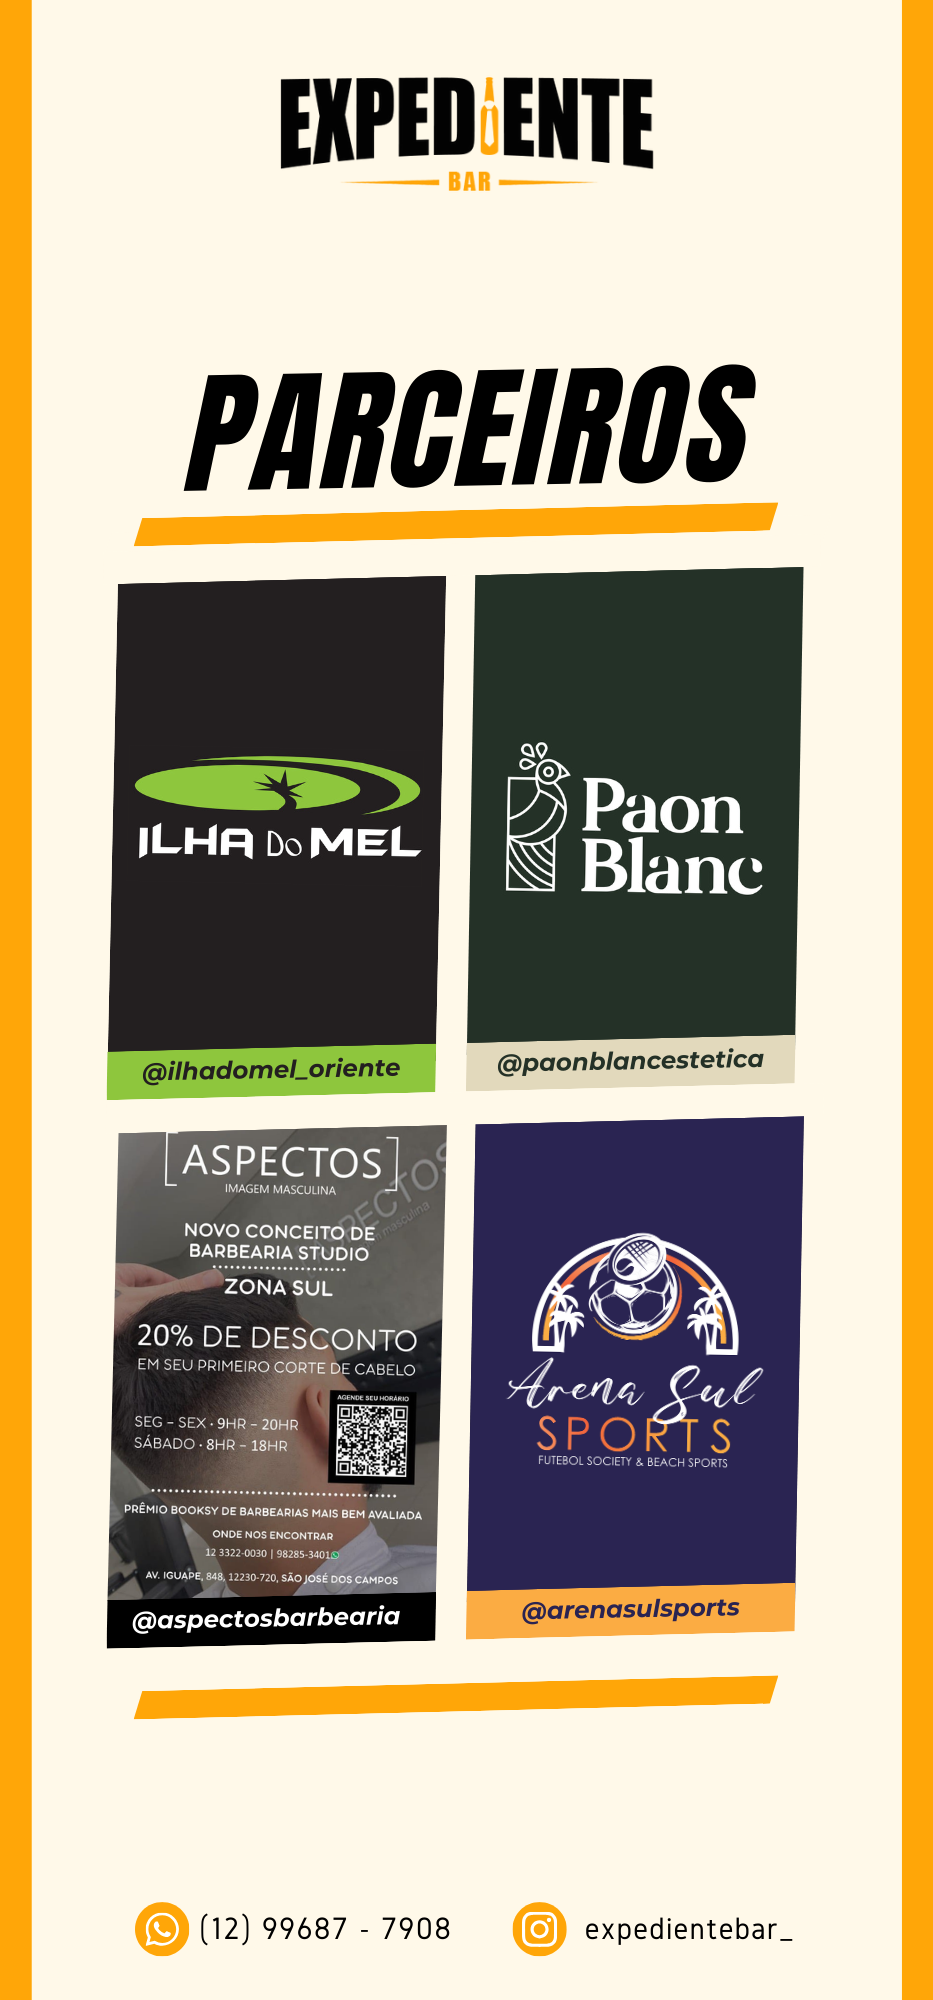 EXPEDIENTE
BAR
PARCEIROS
ILHA DO MEL
@ilhadomel_oriente
Paon
Blanc
@paonblancestetica
ASPECTOS
IMAGEM MASCULINA
ASPECTOS
masculina
NOVO CONCEITO DE
BARBEARIA STUDIO
ZONA SUL
20% DE DESCONTO
EM SEU PRIMEIRO CORTE DE CABELO
AGENDE SEU HORÁRIO
SEG – SEX • 9HR – 20HR
SÁBADO • 8HR – 18HR
PRÊMIO BOOKSY DE BARBEARIAS MAIS BEM AVALIADA
ONDE NOS ENCONTRAR
12 3322-0030 | 98285-3401
AV. IGUAPE, 848, 12230-720, SÃO JOSÉ DOS CAMPOS
@aspectosbarbearia
Arena Sul
SPORTS
FUTEBOL SOCIETY & BEACH SPORTS
@arenasulsports
(12) 99687 - 7908
expedientebar_